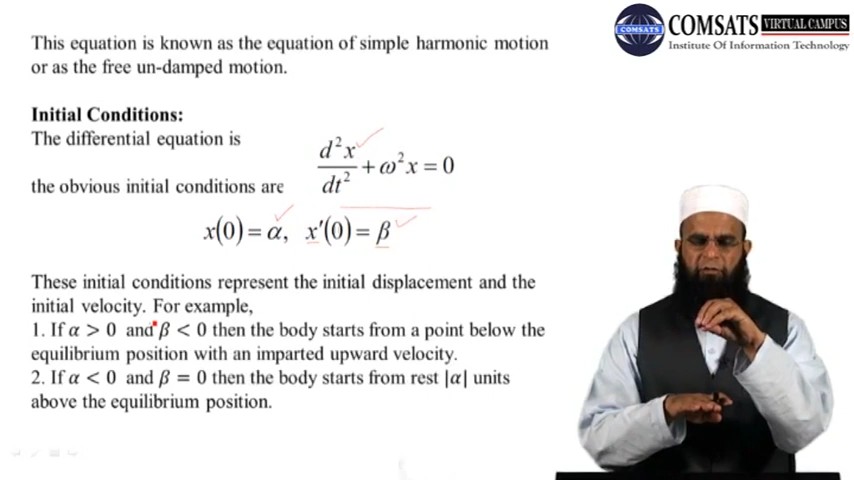 COMSATS VIRTUAL CAMPUS
Institute Of Information Technology
COMSATS
This equation is known as the equation of simple harmonic motion
or as the free un-damped motion.
Initial Conditions:
The differential equation is
d²x/dt² + ω²x = 0
the obvious initial conditions are
x(0) = α, x′(0) = β
These initial conditions represent the initial displacement and the
initial velocity. For example,
1. If α > 0 and β < 0 then the body starts from a point below the
equilibrium position with an imparted upward velocity.
2. If α < 0 and β = 0 then the body starts from rest |α| units
above the equilibrium position.